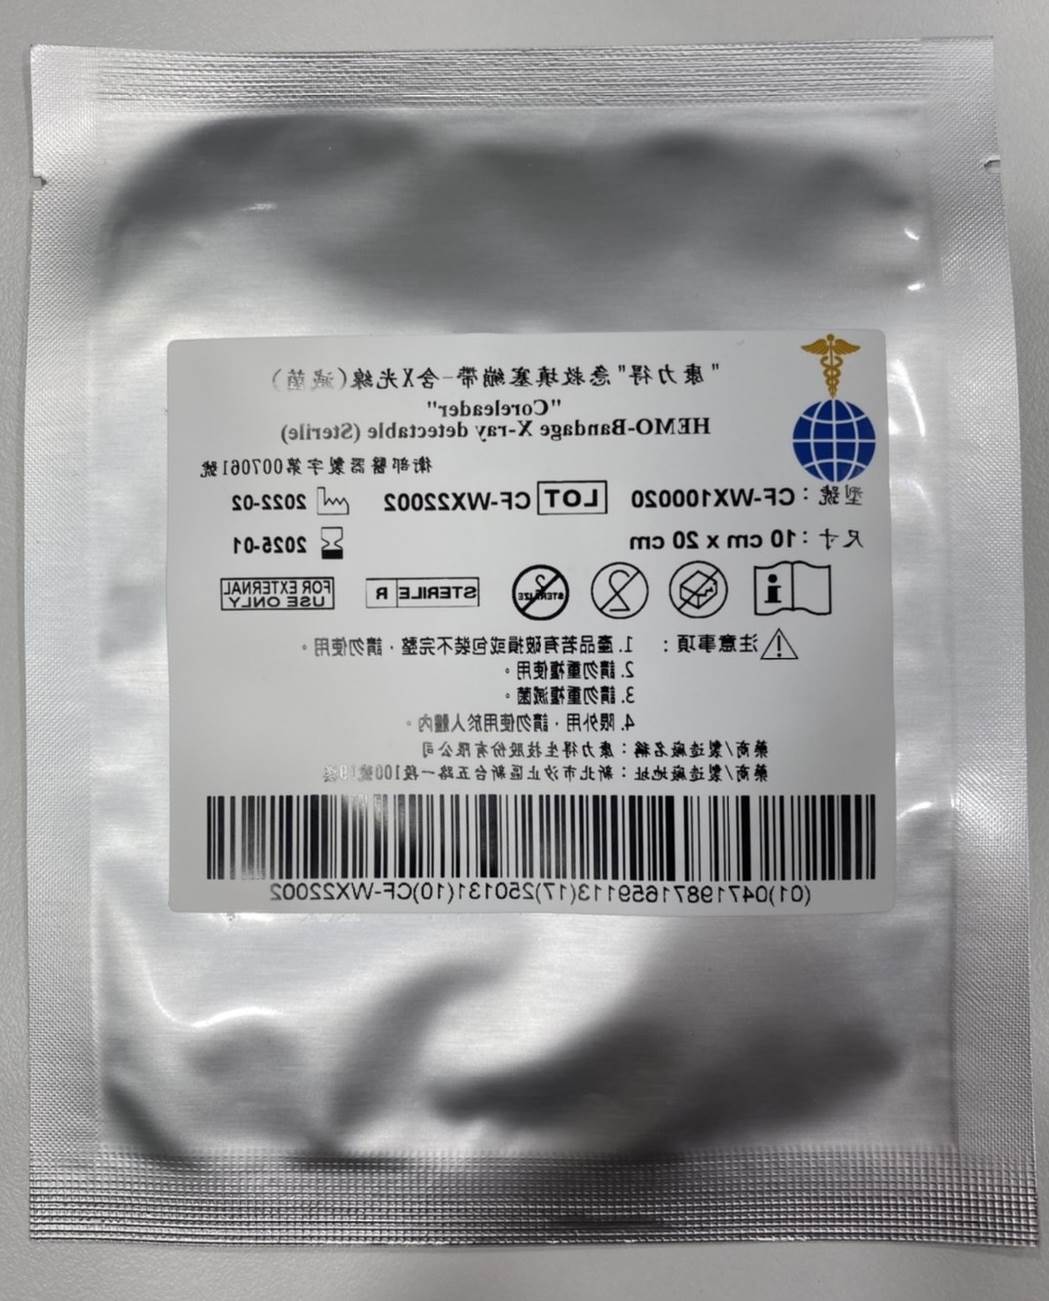 "康力得"急救填塞繃帶-含X光線(滅菌)
"Coreleader"
HEMO-Bandage X-ray detectable (Sterile)
衛部醫器製字第007061號
型號：CF-WX100020 LOT CF-WX22002 2022-02
尺寸：10 cm x 20 cm 2025-01
i 2 2 STERILIZE STERILE R FOR EXTERNAL USE ONLY
注意事項： 1. 產品若有破損或包裝不完整，請勿使用。
2. 請勿重複使用。
3. 請勿重複滅菌。
4. 限外用，請勿使用於人體內。
藥商/製造廠名稱：康力得生技股份有限公司
藥商/製造廠地址：新北市汐止區新台五路一段100號19樓
(01)04719871659113(17)250131(10)CF-WX22002